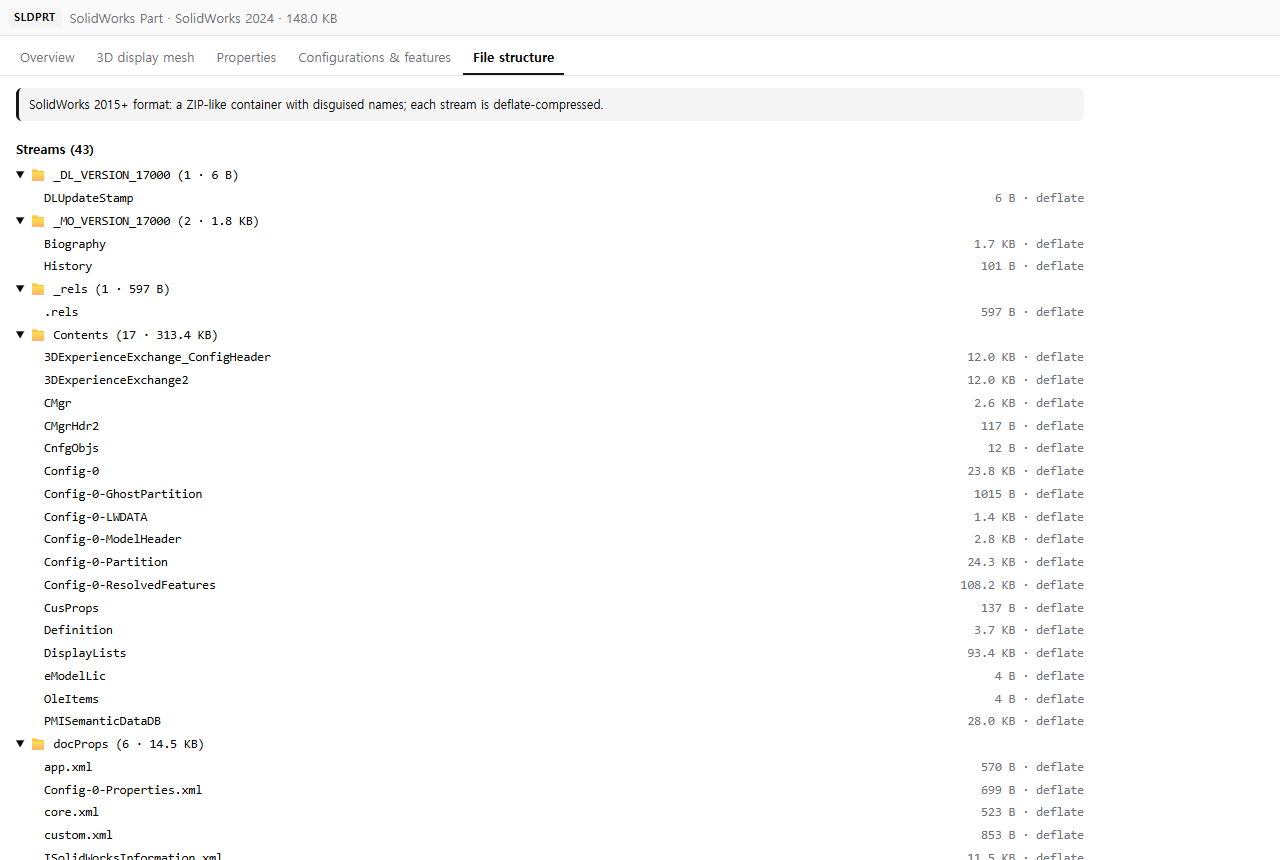 SLDPRT SolidWorks Part · SolidWorks 2024 · 148.0 KB
Overview 3D display mesh Properties Configurations & features File structure
SolidWorks 2015+ format: a ZIP-like container with disguised names; each stream is deflate-compressed.
Streams (43)
▼ _DL_VERSION_17000 (1 · 6 B)
DLUpdateStamp 6 B · deflate
▼ _MO_VERSION_17000 (2 · 1.8 KB)
Biography 1.7 KB · deflate
History 101 B · deflate
▼ _rels (1 · 597 B)
.rels 597 B · deflate
▼ Contents (17 · 313.4 KB)
3DExperienceExchange_ConfigHeader 12.0 KB · deflate
3DExperienceExchange2 12.0 KB · deflate
CMgr 2.6 KB · deflate
CMgrHdr2 117 B · deflate
CnfgObjs 12 B · deflate
Config-0 23.8 KB · deflate
Config-0-GhostPartition 1015 B · deflate
Config-0-LWDATA 1.4 KB · deflate
Config-0-ModelHeader 2.8 KB · deflate
Config-0-Partition 24.3 KB · deflate
Config-0-ResolvedFeatures 108.2 KB · deflate
CusProps 137 B · deflate
Definition 3.7 KB · deflate
DisplayLists 93.4 KB · deflate
eModelLic 4 B · deflate
OleItems 4 B · deflate
PMISemanticDataDB 28.0 KB · deflate
▼ docProps (6 · 14.5 KB)
app.xml 570 B · deflate
Config-0-Properties.xml 699 B · deflate
core.xml 523 B · deflate
custom.xml 853 B · deflate
ISolidWorksInformation.xml 11.5 KB · deflate